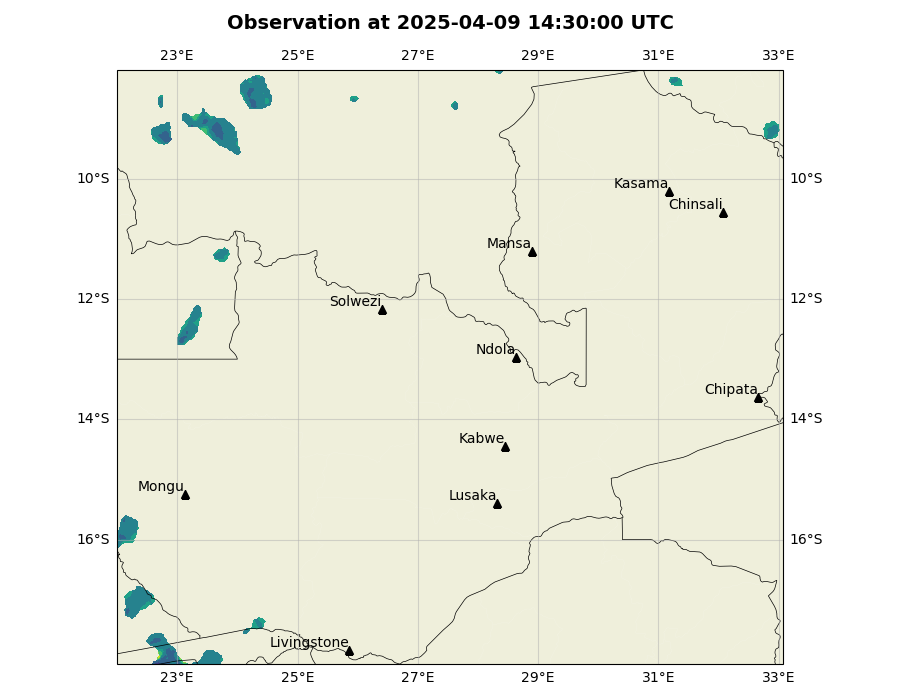 Observation at 2025-04-09 14:30:00 UTC
23°E 25°E 27°E 29°E 31°E 33°E
10°S 10°S
Kasama
Chinsali
Mansa
12°S 12°S
Solwezi
Ndola
Chipata
14°S 14°S
Kabwe
Mongu
Lusaka
16°S 16°S
Livingstone
23°E 25°E 27°E 29°E 31°E 33°E